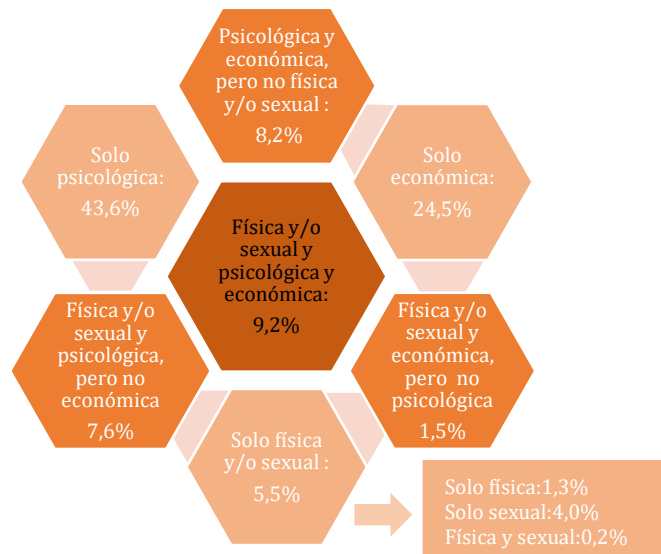 Psicológica y
económica,
pero no física
y/o sexual :
8,2%
Solo
psicológica:
43,6%
Solo
económica:
24,5%
Física y/o
sexual y
psicológica y
económica:
9,2%
Física y/o
sexual y
psicológica,
pero no
económica
7,6%
Física y/o
sexual y
económica,
pero no
psicológica
1,5%
Solo física
y/o sexual :
5,5%
Solo física:1,3%
Solo sexual:4,0%
Física y sexual:0,2%